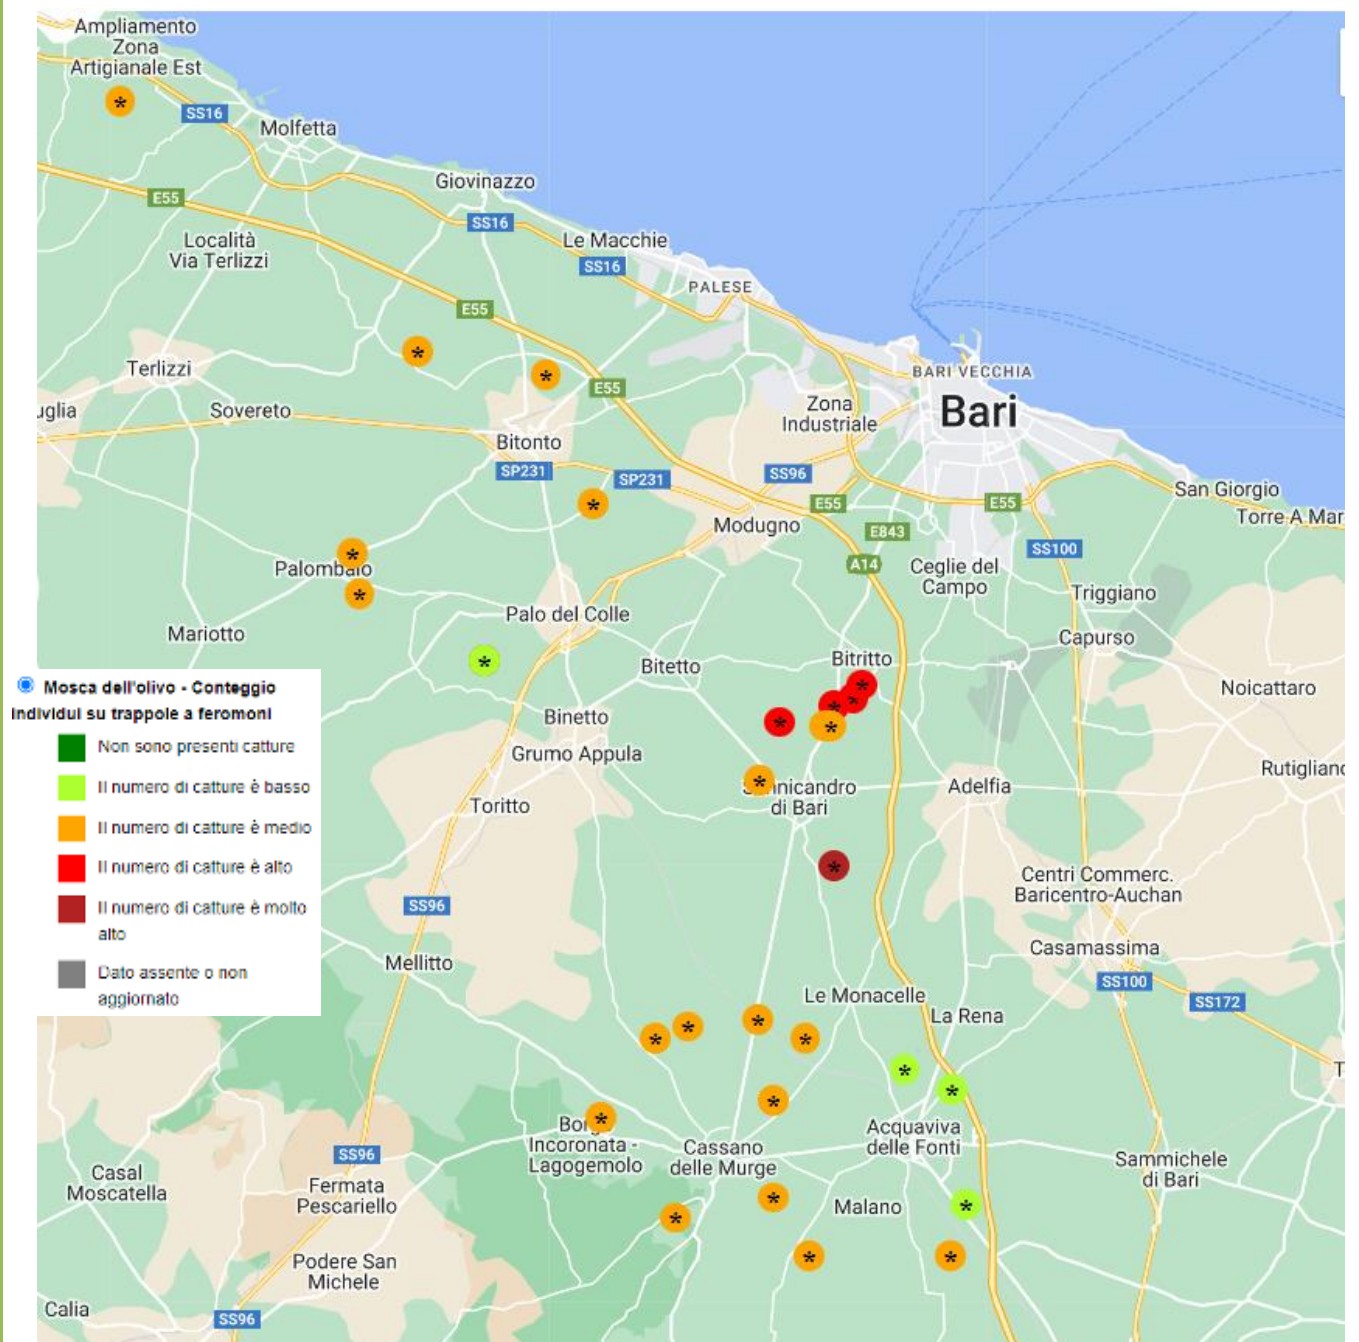 Ampliamento
Zona
Artigianale Est
SS16
Molfetta
Giovinazzo
E55
SS16
Località
Via Terlizzi
Le Macchie
SS16
PALESE
E55
Terlizzi
BARI VECCHIA
E55
uglia
Sovereto
Zona
Industriale
Bari
Bitonto
SP231
SP231
SS96
San Giorgio
E55
E55
Torre A Mar
Modugno
E843
SS100
A14
Palombaio
Ceglie del
Campo
Triggiano
Palo del Colle
Mariotto
Capurso
Bitetto
Bitritto
Noicattaro
Mosca dell'olivo - Conteggio
individui su trappole a feromoni
Non sono presenti catture
Il numero di catture è basso
Il numero di catture è medio
Il numero di catture è alto
Il numero di catture è molto
alto
Dato assente o non
aggiornato
Binetto
Grumo Appula
Rutigliano
Toritto
nnicandro
di Bari
Adelfia
Centri Commerc.
Baricentro-Auchan
SS96
Casamassima
Mellitto
SS100
SS172
Le Monacelle
La Rena
T
Incoronata -
Lagogemolo
Cassano
delle Murge
Acquaviva
delle Fonti
SS96
Casal
Moscatella
Sammichele
di Bari
Fermata
Pescariello
Malano
Podere San
Michele
Calia
SS96